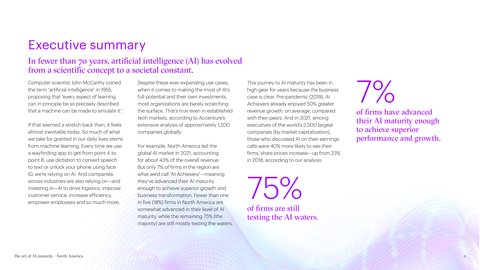 Executive summary
In fewer than 70 years, artificial intelligence (AI) has evolved
from a scientific concept to a societal constant.
Computer scientist John McCarthy coined
the term "artificial intelligence" in 1955,
proposing that "every aspect of learning
can in principle be so precisely described
that a machine can be made to simulate it."
If that seemed a stretch back then, it feels
almost inevitable today. So much of what
we take for granted in our daily lives stems
from machine learning. Every time we use
a wayfinding app to get from point A to
point B, use dictation to convert speech
to text or unlock your phone using face
ID, we're relying on AI. And companies
across industries are also relying on—and
investing in—AI to drive logistics, improve
customer service, increase efficiency,
empower employees and so much more.
Despite these ever-expanding use cases,
when it comes to making the most of AI's
full potential and their own investments,
most organizations are barely scratching
the surface. That's true even in established
tech markets, according to Accenture's
extensive analysis of approximately 1,200
companies globally.
For example, North America led the
global AI market in 2021, accounting
for about 43% of the overall revenue.
But only 7% of firms in the region are
what we'd call "AI Achievers"—meaning
they've advanced their AI maturity
enough to achieve superior growth and
business transformation. Fewer than one
in five (18%) firms in North America are
somewhat advanced in their level of AI
maturity, while the remaining 75% (the
majority) are still mostly testing the waters.
This journey to AI maturity has been in
high gear for years because the business
case is clear. Pre-pandemic (2019), AI
Achievers already enjoyed 50% greater
revenue growth, on average, compared
with their peers. And in 2021, among
executives of the world's 2,000 largest
companies (by market capitalization),
those who discussed AI on their earnings
calls were 40% more likely to see their
firms' share prices increase—up from 23%
in 2018, according to our analysis.
75%
of firms are still
testing the AI waters.
7%
of firms have advanced
their AI maturity enough
to achieve superior
performance and growth.
The art of AI maturity - North America